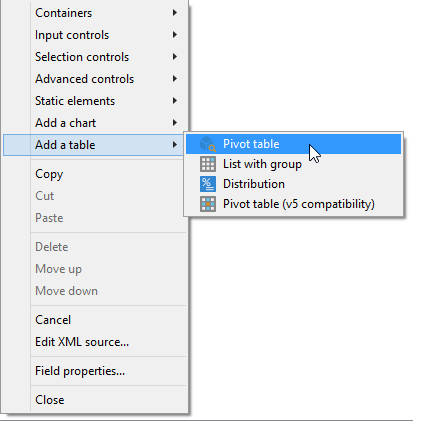 Containers
Input controls
Selection controls
Advanced controls
Static elements
Add a chart
Add a table
Pivot table
List with group
Distribution
Pivot table (v5 compatibility)
Copy
Cut
Paste
Delete
Move up
Move down
Cancel
Edit XML source...
Field properties...
Close